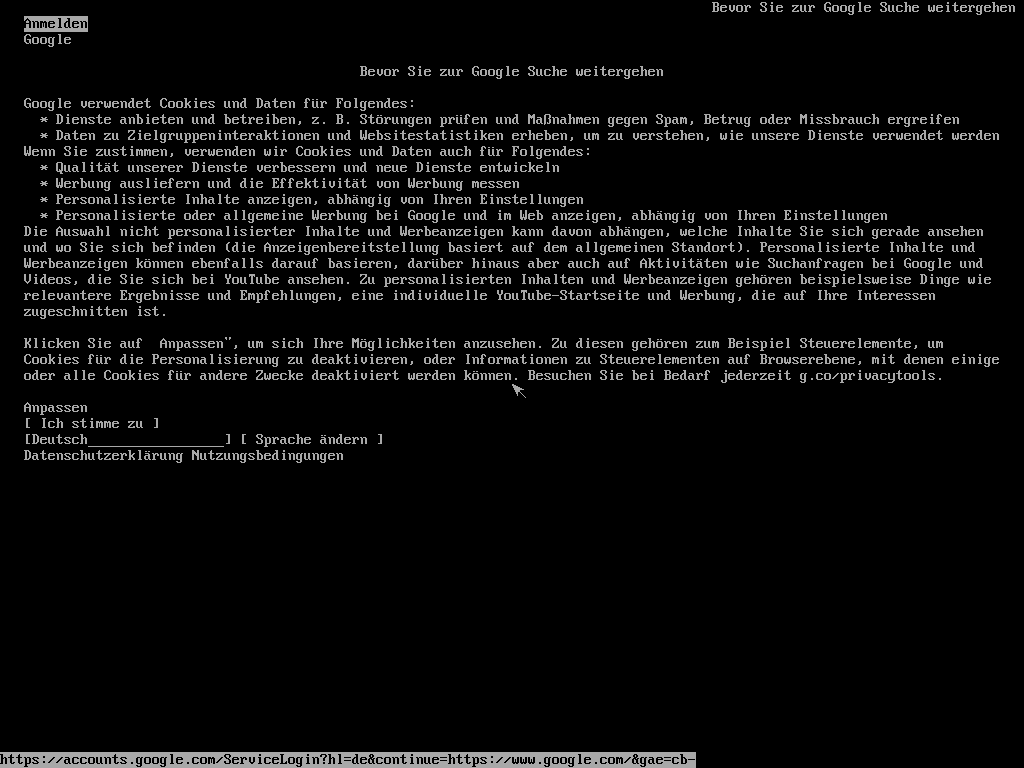 Bevor Sie zur Google Suche weitergehen
Anmelden
Google
Bevor Sie zur Google Suche weitergehen
Google verwendet Cookies und Daten für Folgendes:
* Dienste anbieten und betreiben, z. B. Störungen prüfen und Maßnahmen gegen Spam, Betrug oder Missbrauch ergreifen
* Daten zu Zielgruppeninteraktionen und Websitestatistiken erheben, um zu verstehen, wie unsere Dienste verwendet werden
Wenn Sie zustimmen, verwenden wir Cookies und Daten auch für Folgendes:
* Qualität unserer Dienste verbessern und neue Dienste entwickeln
* Werbung ausliefern und die Effektivität von Werbung messen
* Personalisierte Inhalte anzeigen, abhängig von Ihren Einstellungen
* Personalisierte oder allgemeine Werbung bei Google und im Web anzeigen, abhängig von Ihren Einstellungen
Die Auswahl nicht personalisierter Inhalte und Werbeanzeigen kann davon abhängen, welche Inhalte Sie sich gerade ansehen
und wo Sie sich befinden (die Anzeigenbereitstellung basiert auf dem allgemeinen Standort). Personalisierte Inhalte und
Werbeanzeigen können ebenfalls darauf basieren, darüber hinaus aber auch auf Aktivitäten wie Suchanfragen bei Google und
Videos, die Sie sich bei YouTube ansehen. Zu personalisierten Inhalten und Werbeanzeigen gehören beispielsweise Dinge wie
relevantere Ergebnisse und Empfehlungen, eine individuelle YouTube-Startseite und Werbung, die auf Ihre Interessen
zugeschnitten ist.
Klicken Sie auf  Anpassen", um sich Ihre Möglichkeiten anzusehen. Zu diesen gehören zum Beispiel Steuerelemente, um
Cookies für die Personalisierung zu deaktivieren, oder Informationen zu Steuerelementen auf Browserebene, mit denen einige
oder alle Cookies für andere Zwecke deaktiviert werden können. Besuchen Sie bei Bedarf jederzeit g.co/privacytools.
Anpassen
[ Ich stimme zu ]
[Deutsch_________________] [ Sprache ändern ]
Datenschutzerklärung Nutzungsbedingungen
https://accounts.google.com/ServiceLogin?hl=de&continue=https://www.google.com/&gae=cb-